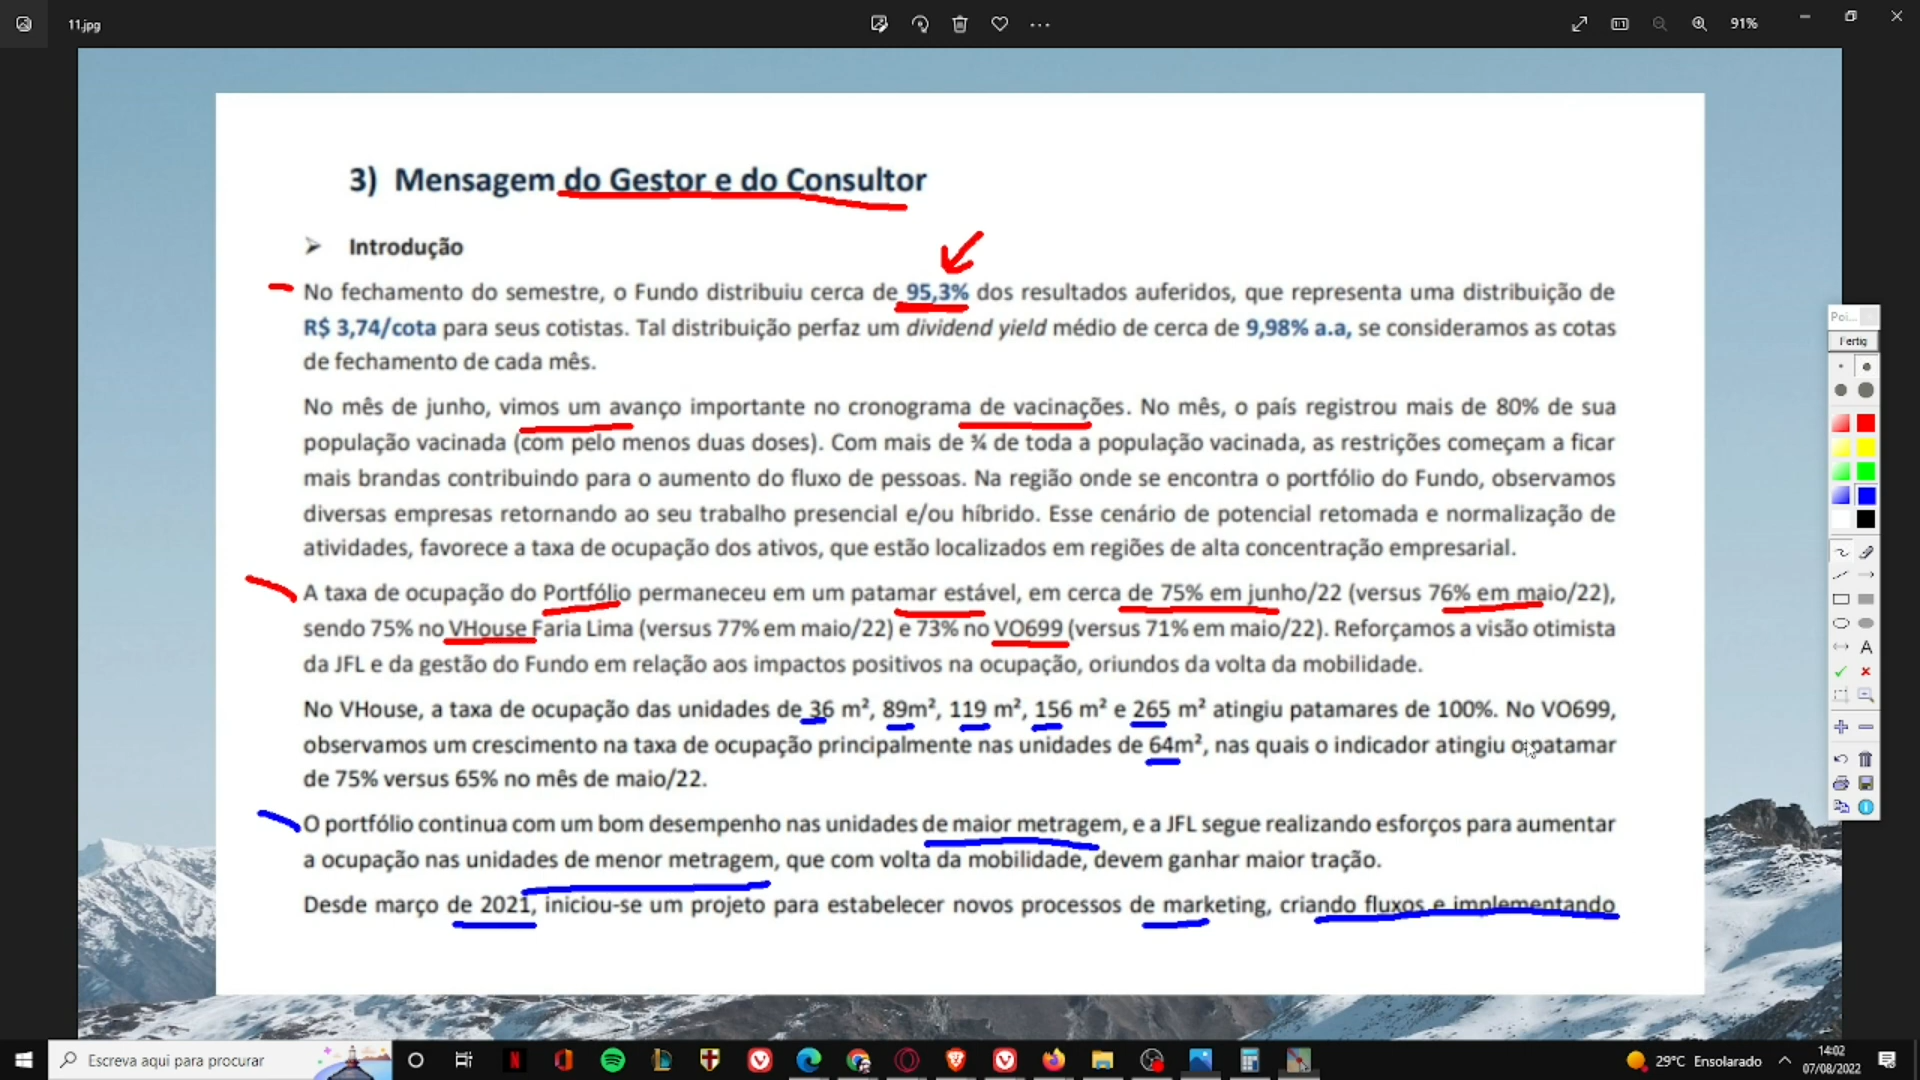 11.jpg
91%
3) Mensagem do Gestor e do Consultor
Introdução
No fechamento do semestre, o Fundo distribuiu cerca de 95,3% dos resultados auferidos, que representa uma distribuição de
R$ 3,74/cota para seus cotistas. Tal distribuição perfaz um dividend yield médio de cerca de 9,98% a.a, se consideramos as cotas
de fechamento de cada mês.
No mês de junho, vimos um avanço importante no cronograma de vacinações. No mês, o país registrou mais de 80% de sua
população vacinada (com pelo menos duas doses). Com mais de ¾ de toda a população vacinada, as restrições começam a ficar
mais brandas contribuindo para o aumento do fluxo de pessoas. Na região onde se encontra o portfólio do Fundo, observamos
diversas empresas retornando ao seu trabalho presencial e/ou híbrido. Esse cenário de potencial retomada e normalização de
atividades, favorece a taxa de ocupação dos ativos, que estão localizados em regiões de alta concentração empresarial.
A taxa de ocupação do Portfólio permaneceu em um patamar estável, em cerca de 75% em junho/22 (versus 76% em maio/22),
sendo 75% no VHouse Faria Lima (versus 77% em maio/22) e 73% no VO699 (versus 71% em maio/22). Reforçamos a visão otimista
da JFL e da gestão do Fundo em relação aos impactos positivos na ocupação, oriundos da volta da mobilidade.
No VHouse, a taxa de ocupação das unidades de 36 m², 89m², 119 m², 156 m² e 265 m² atingiu patamares de 100%. No VO699,
observamos um crescimento na taxa de ocupação principalmente nas unidades de 64m², nas quais o indicador atingiu o patamar
de 75% versus 65% no mês de maio/22.
O portfólio continua com um bom desempenho nas unidades de maior metragem, e a JFL segue realizando esforços para aumentar
a ocupação nas unidades de menor metragem, que com volta da mobilidade, devem ganhar maior tração.
Desde março de 2021, iniciou-se um projeto para estabelecer novos processos de marketing, criando fluxos e implementando
Poi...
Fertig
A
Escreva aqui para procurar
29°C Ensolarado
14:02
07/08/2022